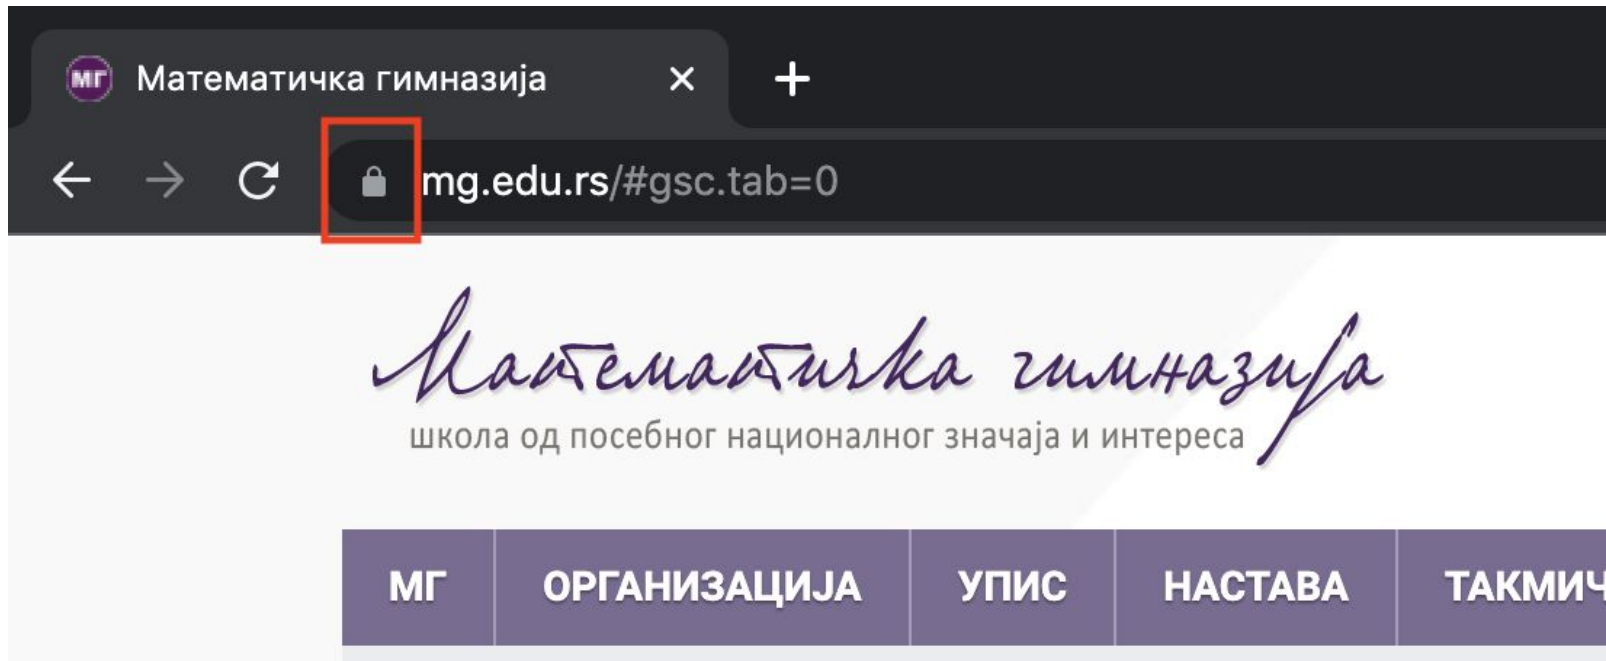 МГ Математичка гимназија
mg.edu.rs/#gsc.tab=0
Математичка гимназија
школа од посебног националног значаја и интереса
МГ ОРГАНИЗАЦИЈА УПИС НАСТАВА ТАКМИЧ